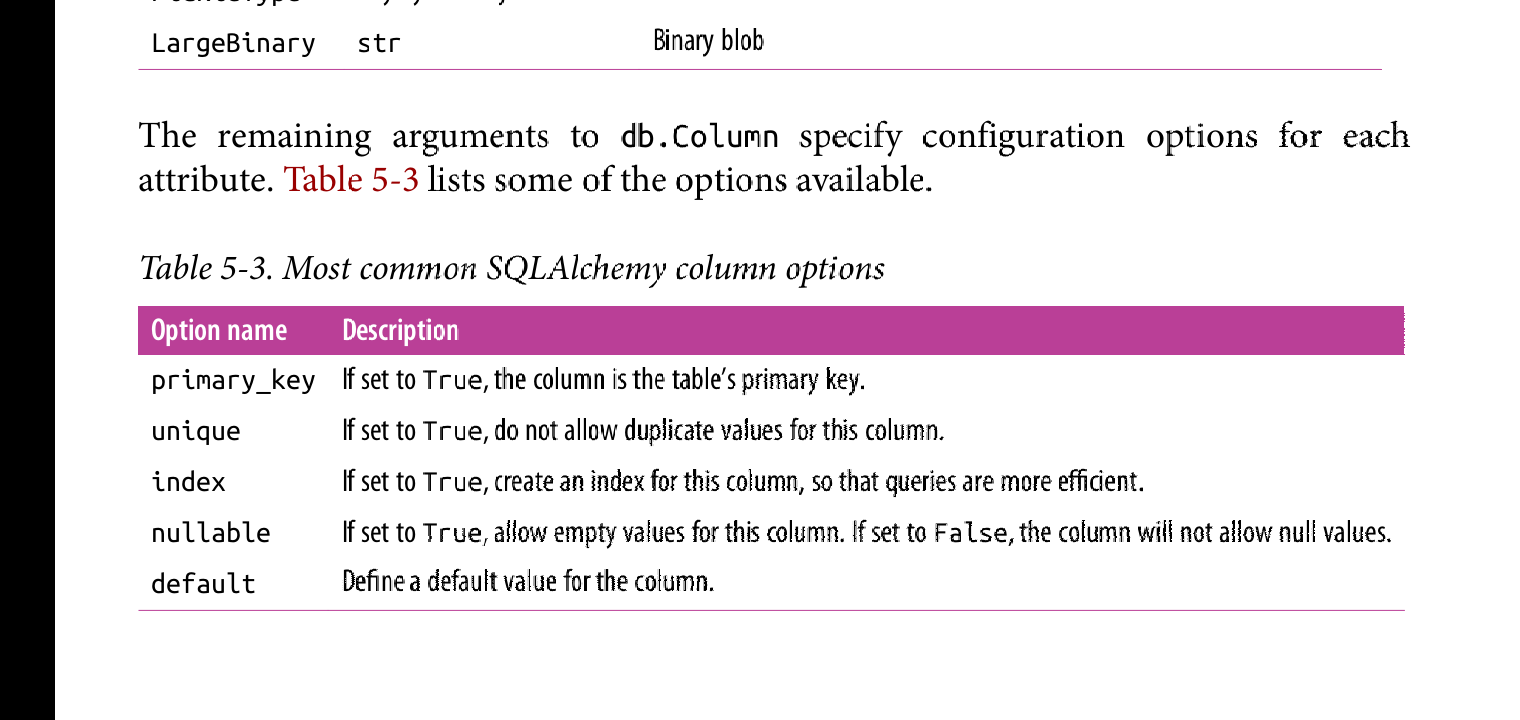 LargeBinary str Binary blob
The remaining arguments to db.Column specify configuration options for each
attribute. Table 5-3 lists some of the options available.
Table 5-3. Most common SQLAlchemy column options
Option name Description
primary_key If set to True, the column is the table’s primary key.
unique If set to True, do not allow duplicate values for this column.
index If set to True, create an index for this column, so that queries are more efficient.
nullable If set to True, allow empty values for this column. If set to False, the column will not allow null values.
default Define a default value for the column.